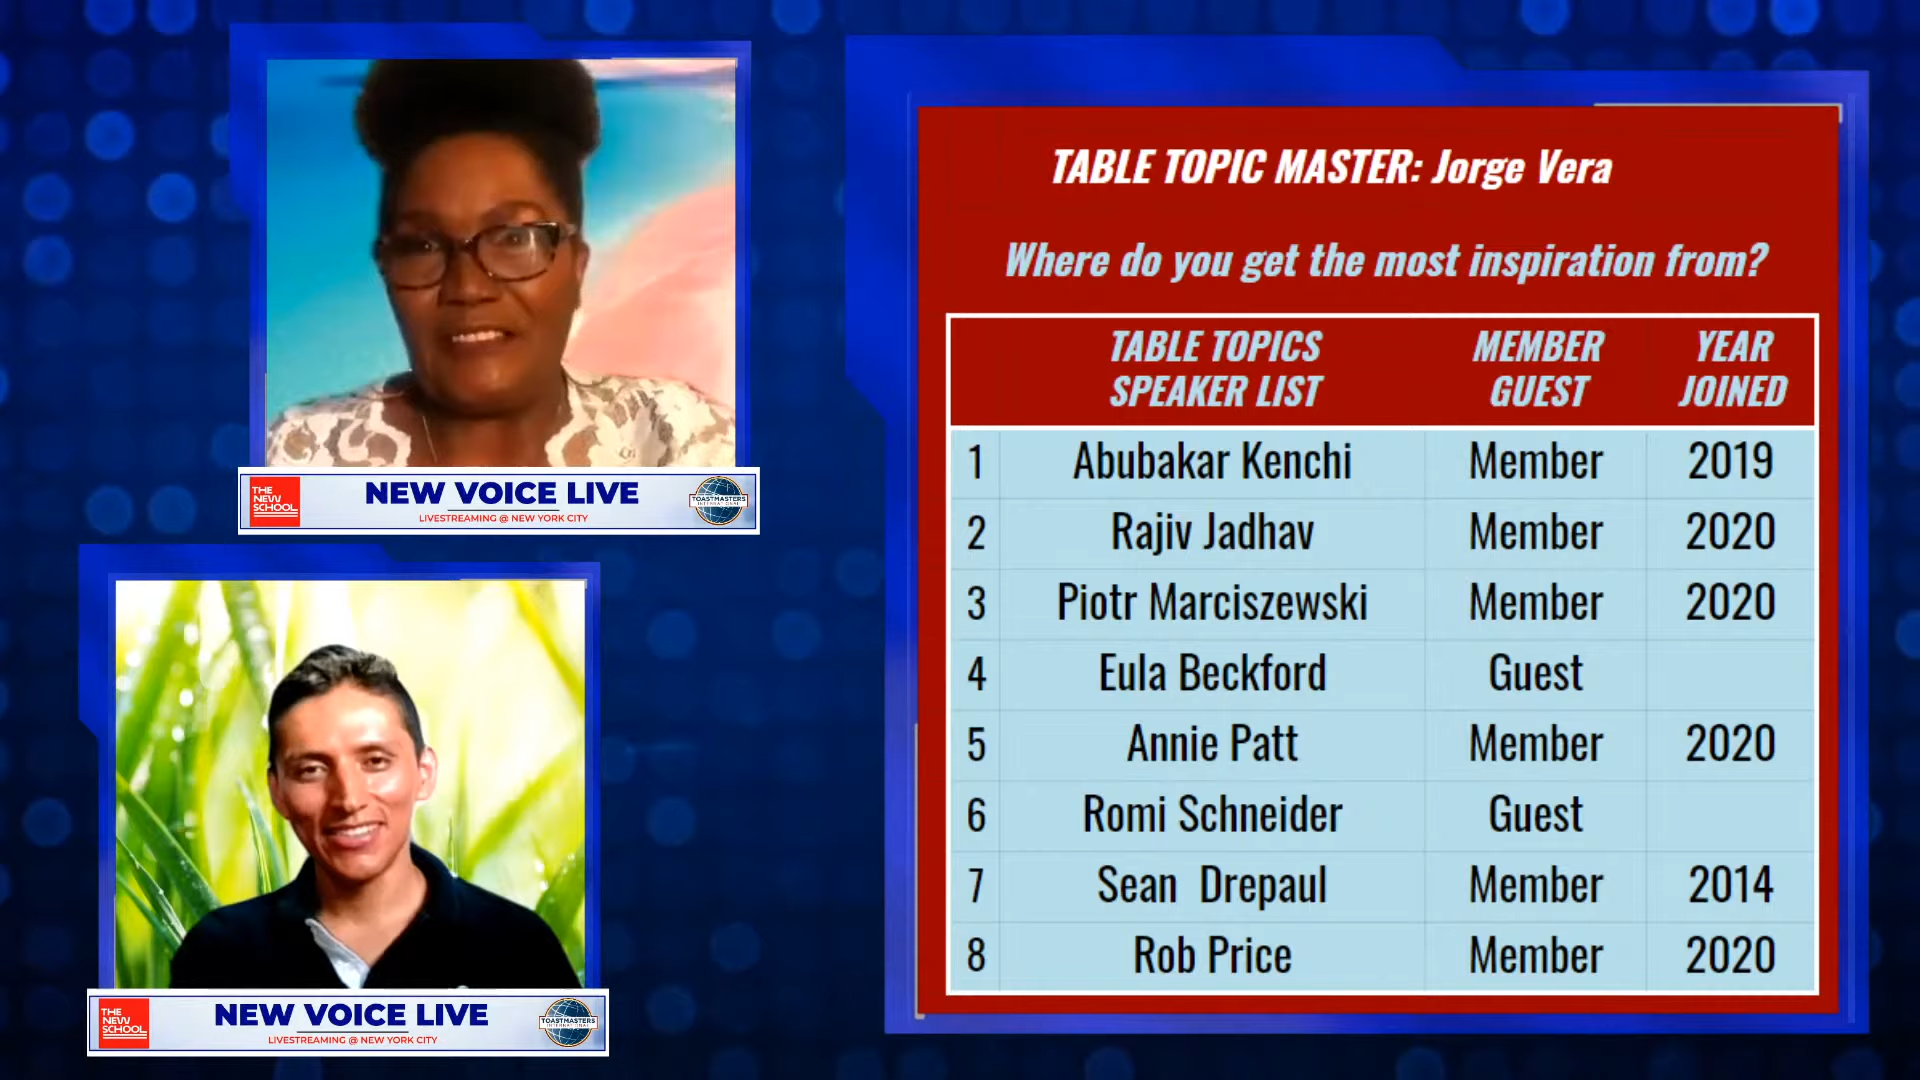 THE
NEW
SCHOOL
NEW VOICE LIVE
LIVESTREAMING @ NEW YORK CITY
TOASTMASTERS
INTERNATIONAL
THE
NEW
SCHOOL
NEW VOICE LIVE
LIVESTREAMING @ NEW YORK CITY
TOASTMASTERS
INTERNATIONAL
TABLE TOPIC MASTER: Jorge Vera
Where do you get the most inspiration from?
TABLE TOPICS SPEAKER LIST MEMBER GUEST YEAR JOINED
1 Abubakar Kenchi Member 2019
2 Rajiv Jadhav Member 2020
3 Piotr Marciszewski Member 2020
4 Eula Beckford Guest
5 Annie Patt Member 2020
6 Romi Schneider Guest
7 Sean Drepaul Member 2014
8 Rob Price Member 2020